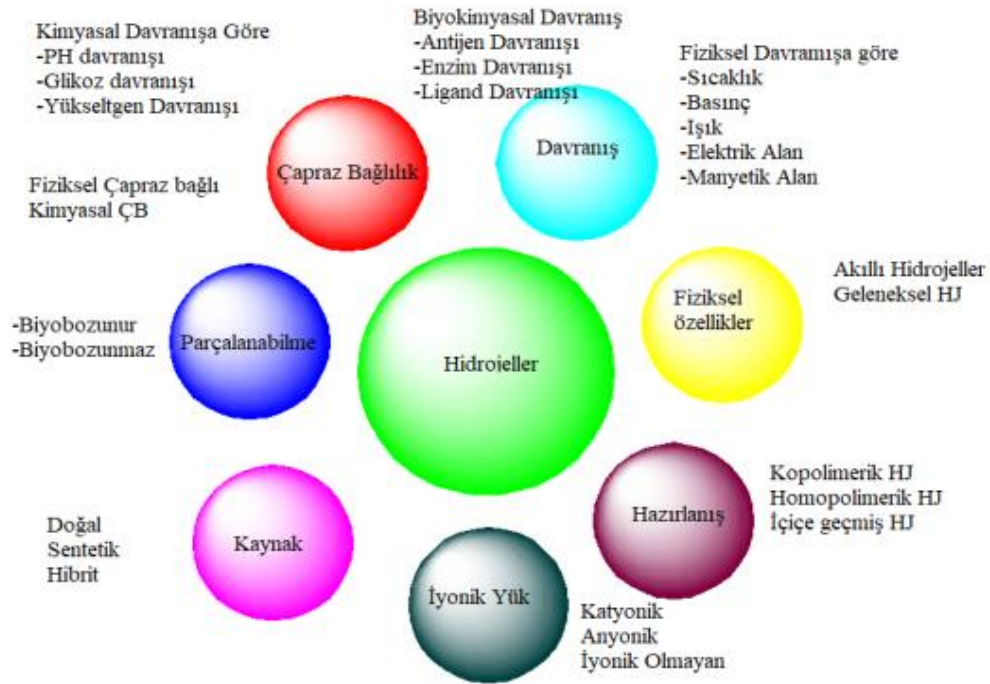 Kimyasal Davranışa Göre
-PH davranışı
-Glikoz davranışı
-Yükseltgen Davranışı
Biyokimyasal Davranış
-Antijen Davranışı
-Enzim Davranışı
-Ligand Davranışı
Fiziksel Davramışa göre
-Sıcaklık
-Basınç
-Işık
-Elektrik Alan
-Manyetik Alan
Çapraz Bağlılık
Davranış
Fiziksel Çapraz bağlı
Kimyasal ÇB
Akıllı Hidrojeller
Geleneksel HJ
Fiziksel
özellikler
-Biyobozunur
-Biyobozunmaz
Parçalanabilme
Hidrojeller
Kopolimerik HJ
Homopolimerik HJ
İçiçe geçmiş HJ
Hazırlanış
Doğal
Sentetik
Hibrit
Kaynak
İyonik Yük
Katyonik
Anyonik
İyonik Olmayan